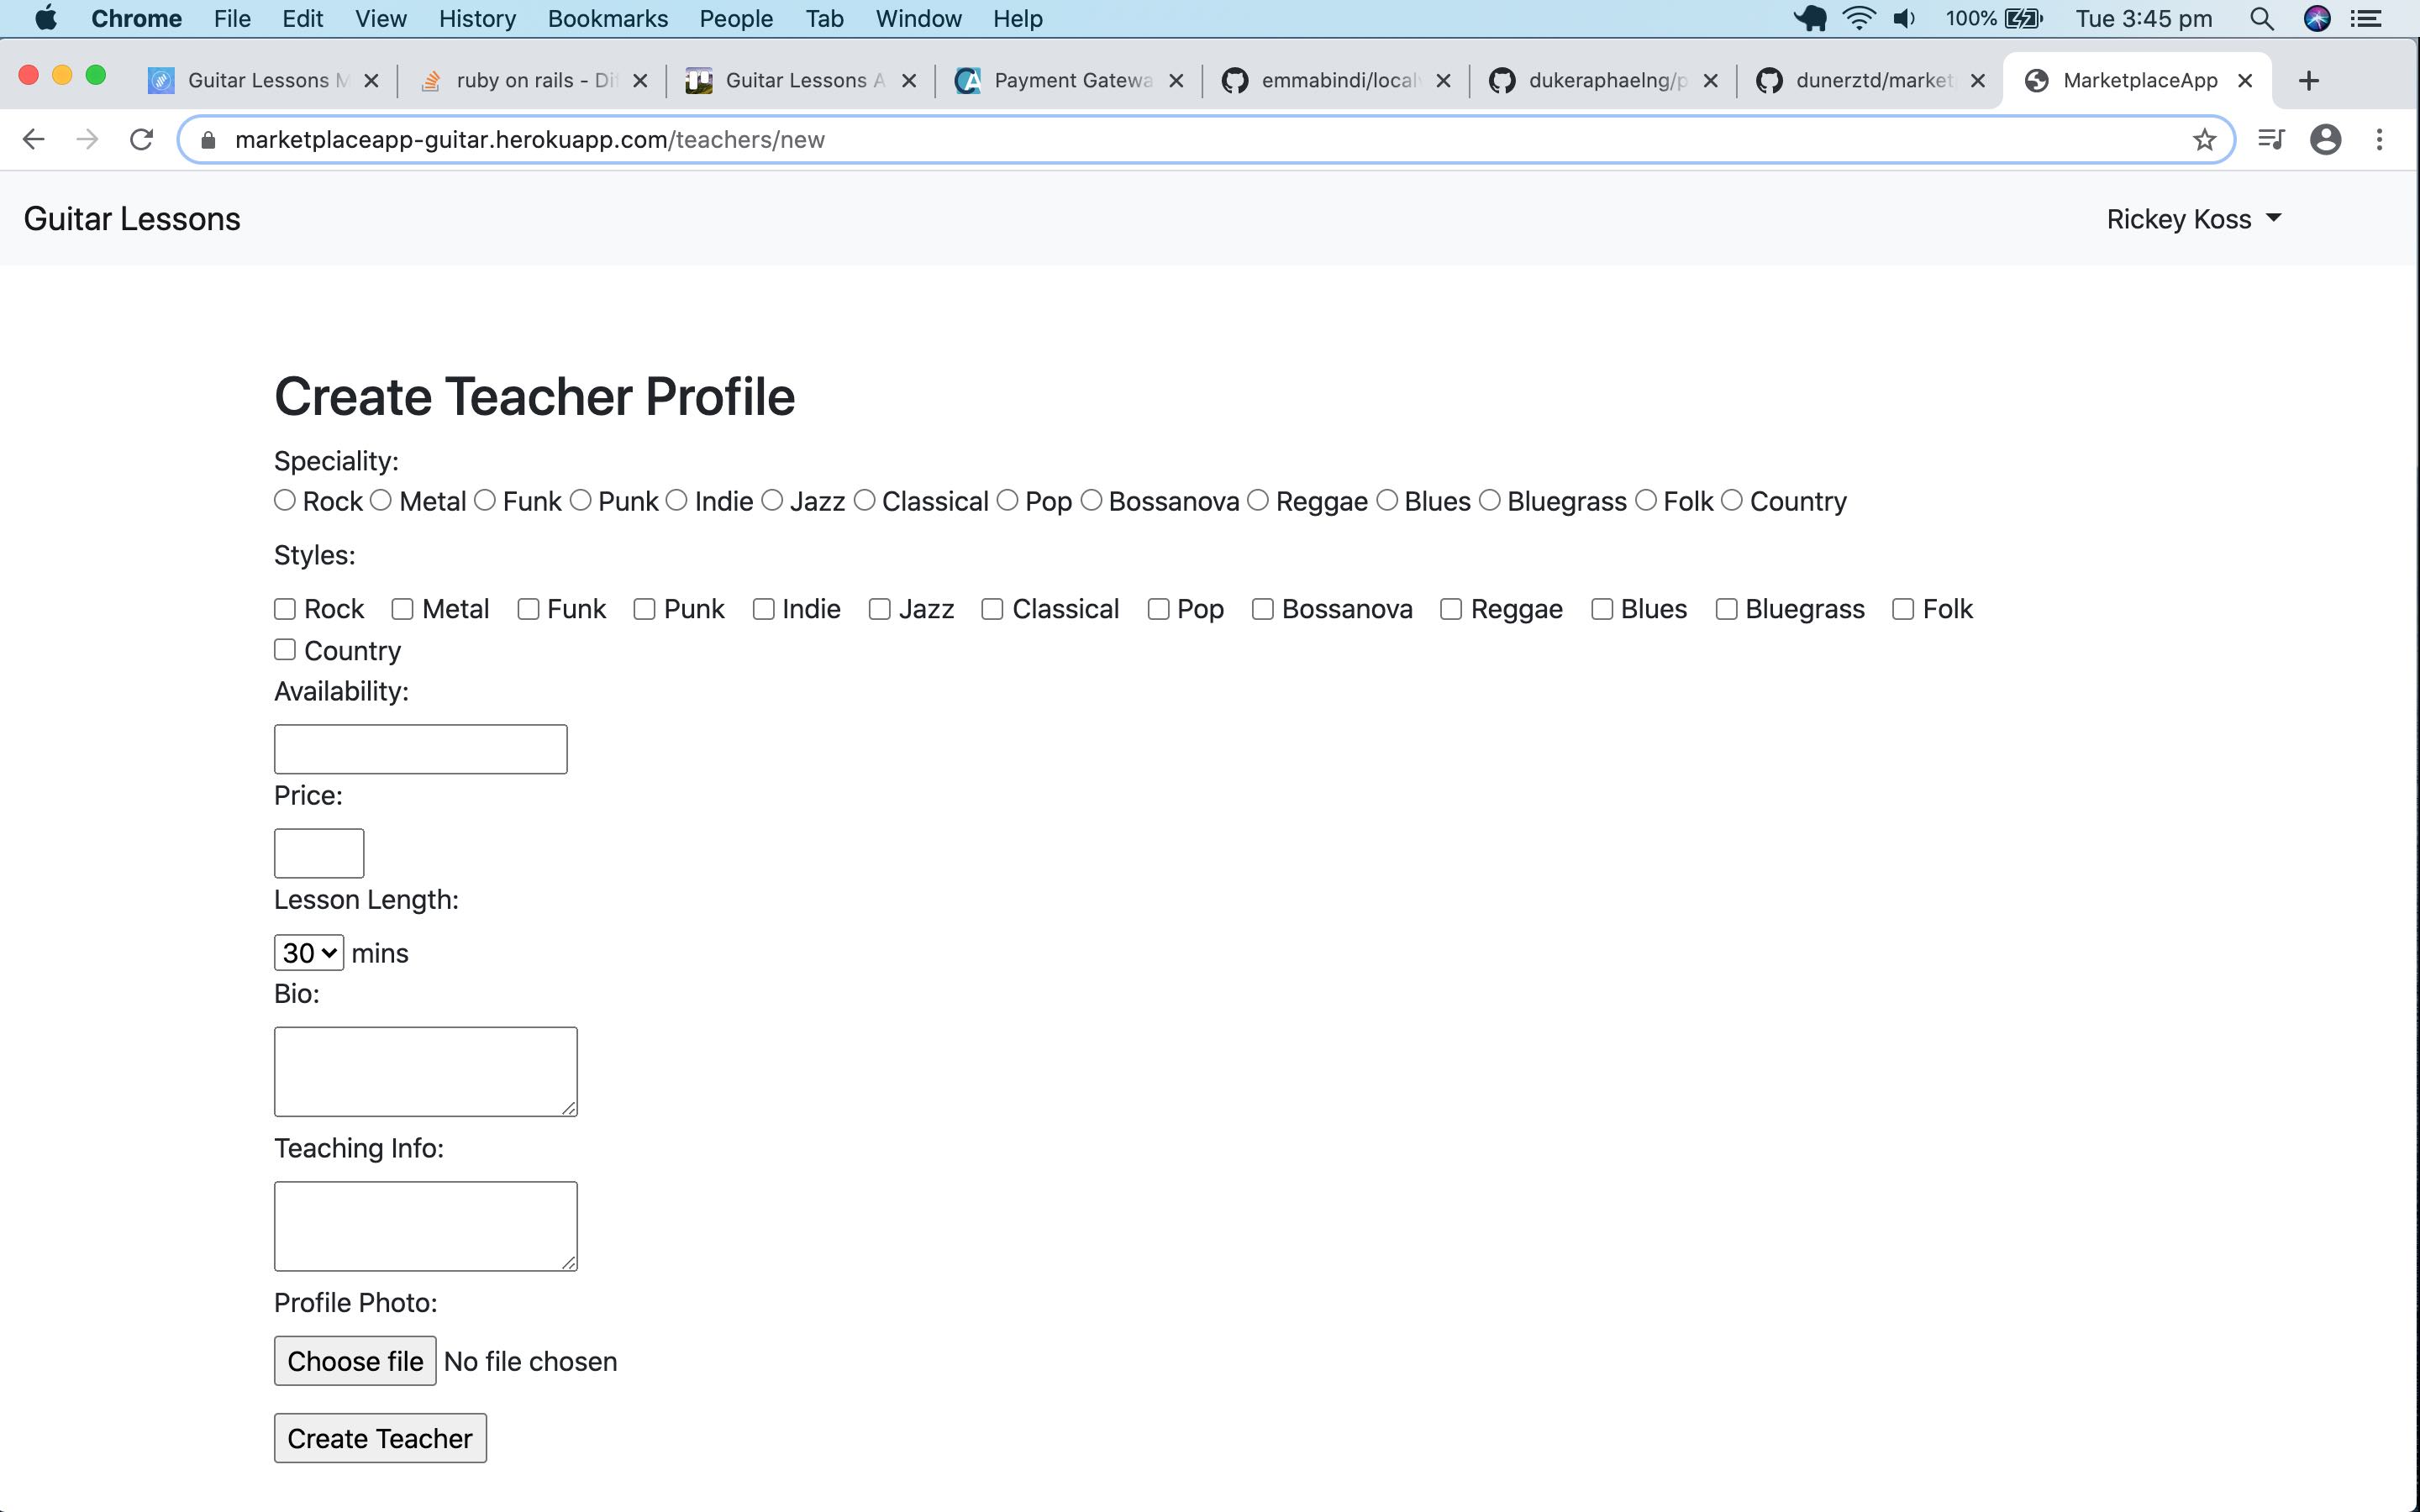 Chrome File Edit View History Bookmarks People Tab Window Help 100% Tue 3:45 pm
Guitar Lessons ruby on rails - Guitar Lessons Payment emmabindi/ dukeraphaelng/ dunerztd/ MarketplaceApp
marketplaceapp-guitar.herokuapp.com/teachers/new
Guitar Lessons Rickey Koss
Create Teacher Profile
Speciality:
Rock Metal Funk Punk Indie Jazz Classical Pop Bossanova Reggae Blues Bluegrass Folk Country
Styles:
Rock Metal Funk Punk Indie Jazz Classical Pop Bossanova Reggae Blues Bluegrass Folk
Country
Availability:
Price:
Lesson Length:
30 mins
Bio:
Teaching Info:
Profile Photo:
Choose file No file chosen
Create Teacher